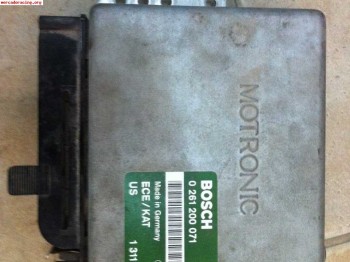 mercadoracing.org
MOTRONIC
BOSCH
0 261 200 071
Made in Germany
ECE/KAT
US
1 311